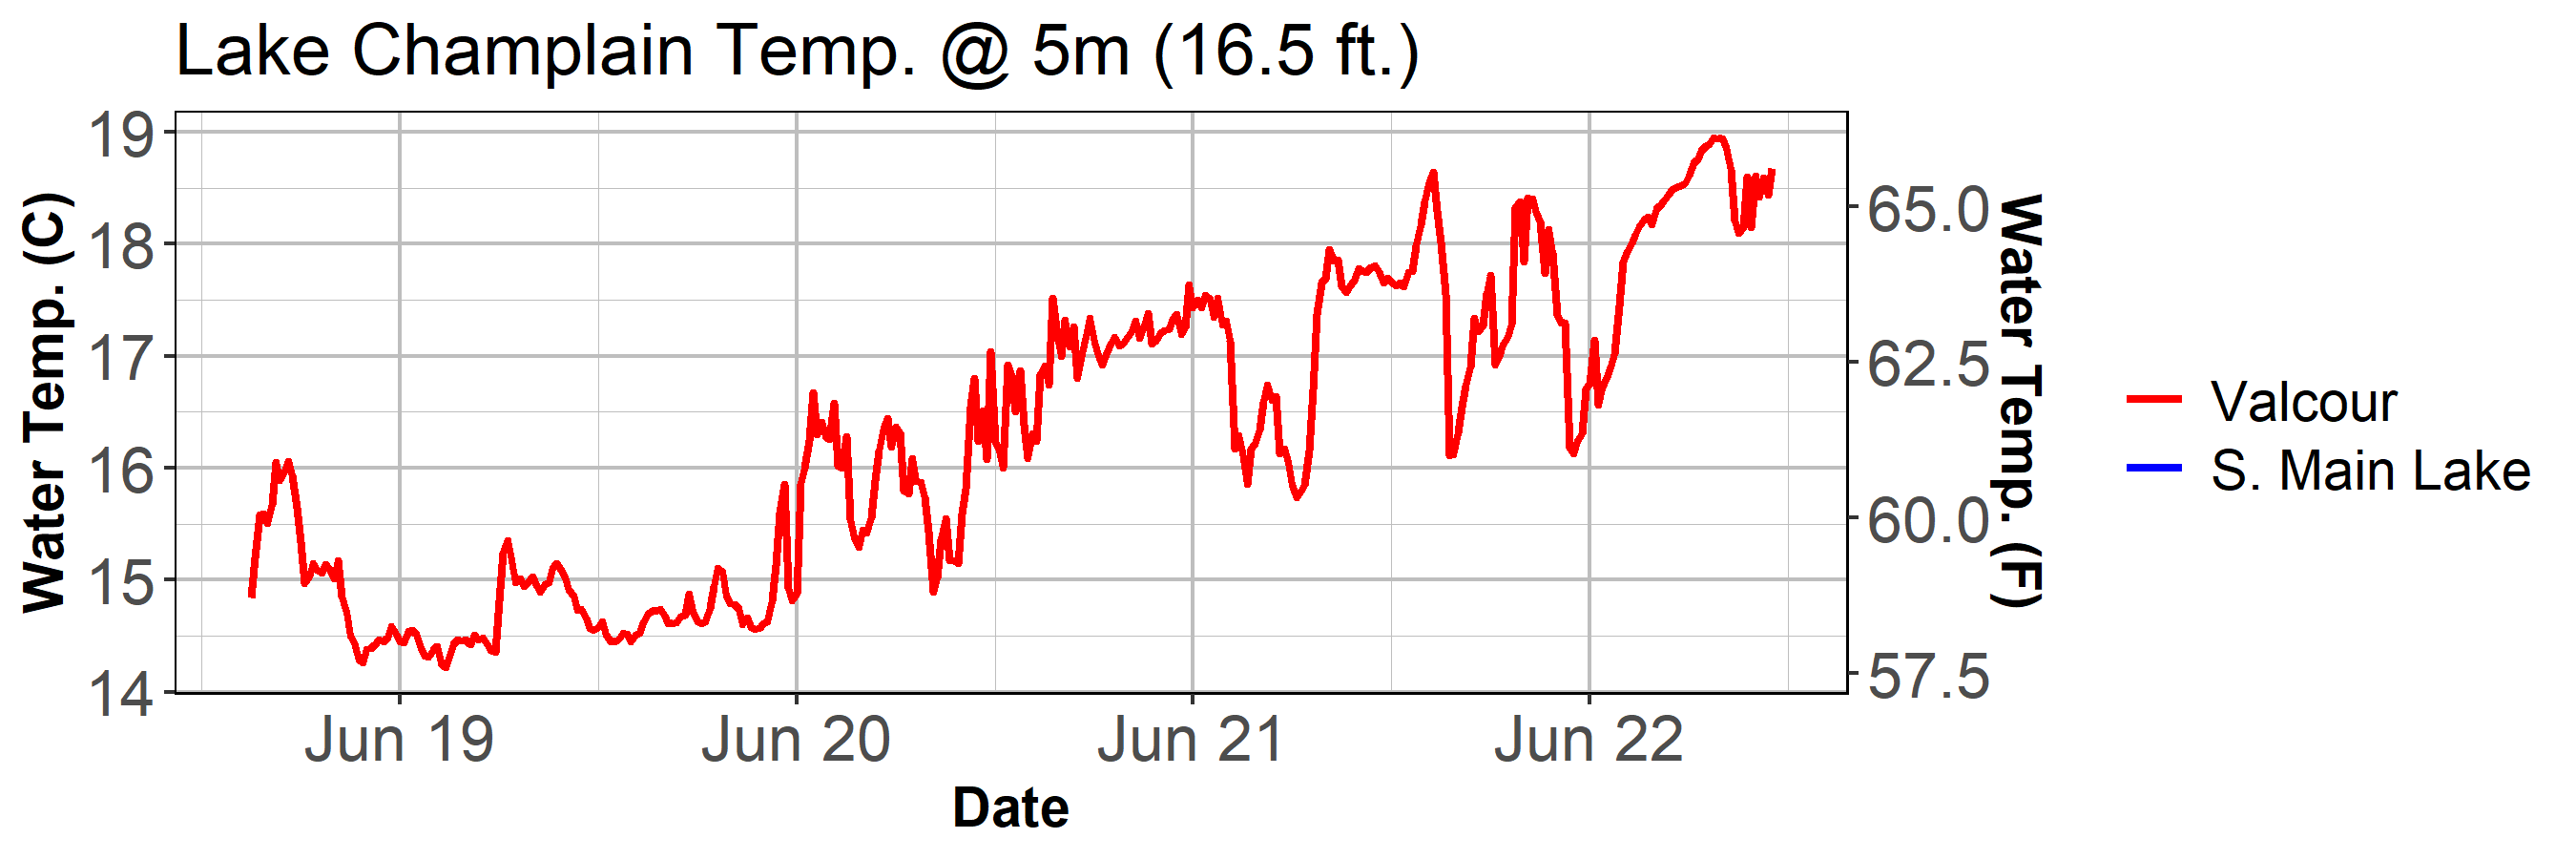 Lake Champlain Temp. @ 5m (16.5 ft.)
Water Temp. (C)
19
18
17
16
15
14
65.0
62.5
60.0
57.5
Water Temp. (F)
Jun 19
Jun 20
Jun 21
Jun 22
Date
Valcour
S. Main Lake